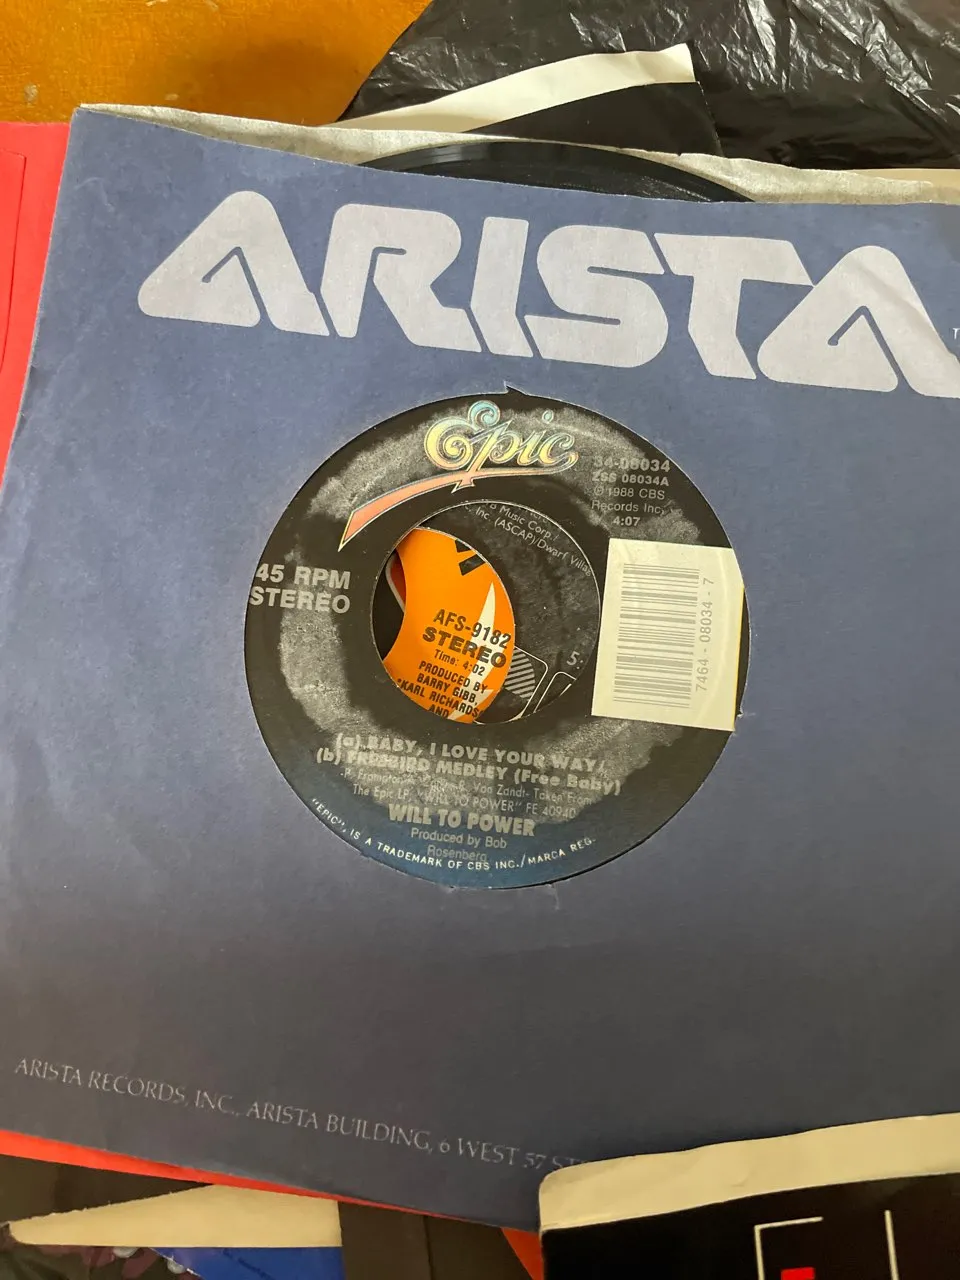 ARISTA
Epic
34-08034
ZSS 08034A
℗1988 CBS
Records Inc.
4:07
Music Corp.
Inc. (ASCAP)/Dwarf Villag
45 RPM
STEREO
AFS-9182
STEREO
Time: 4:02
PRODUCED BY
BARRY GIBB,
*KARL RICHARDS
AND
5:
7464-08034-7
(a) BABY, I LOVE YOUR WAY/
(b) FREEBIRD MEDLEY (Free Baby)
Van Zandt- Taken From
The Epic LP, "WILL TO POWER" FE 40940
WILL TO POWER
Produced by Bob
Rosenberg
"EPIC", IS A TRADEMARK OF CBS INC./MARCA REG.
ARISTA RECORDS, INC., ARISTA BUILDING, 6 WEST 57